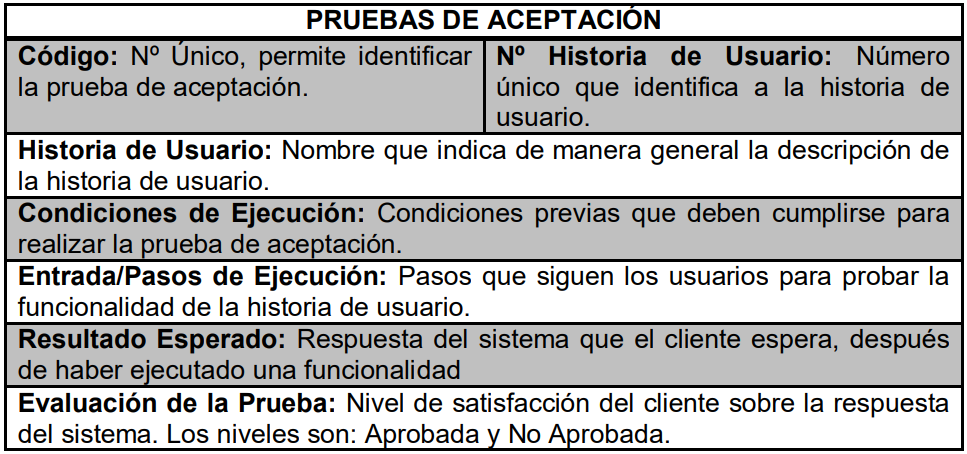 PRUEBAS DE ACEPTACIÓN
Código: Nº Único, permite identificar
la prueba de aceptación.
Nº Historia de Usuario: Número
único que identifica a la historia de
usuario.
Historia de Usuario: Nombre que indica de manera general la descripción de
la historia de usuario.
Condiciones de Ejecución: Condiciones previas que deben cumplirse para
realizar la prueba de aceptación.
Entrada/Pasos de Ejecución: Pasos que siguen los usuarios para probar la
funcionalidad de la historia de usuario.
Resultado Esperado: Respuesta del sistema que el cliente espera, después
de haber ejecutado una funcionalidad
Evaluación de la Prueba: Nivel de satisfacción del cliente sobre la respuesta
del sistema. Los niveles son: Aprobada y No Aprobada.